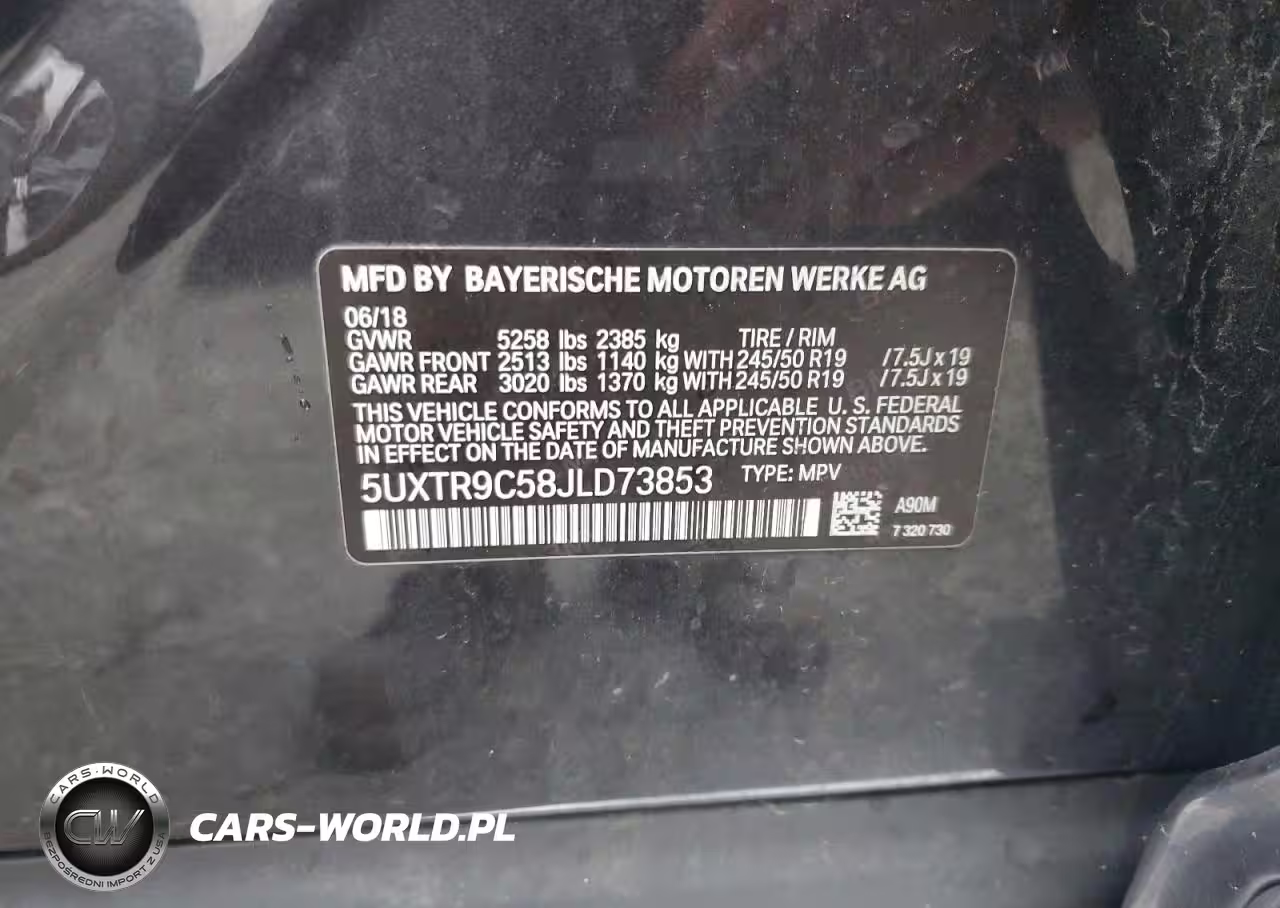 MFD BY BAYERISCHE MOTOREN WERKE AG
06/18
GVWR 5258 lbs 2385 kg TIRE / RIM
GAWR FRONT 2513 lbs 1140 kg WITH 245/50 R19 /7.5J x 19
GAWR REAR 3020 lbs 1370 kg WITH 245/50 R19 /7.5J x 19
THIS VEHICLE CONFORMS TO ALL APPLICABLE U. S. FEDERAL
MOTOR VEHICLE SAFETY AND THEFT PREVENTION STANDARDS
IN EFFECT ON THE DATE OF MANUFACTURE SHOWN ABOVE.
5UXTR9C58JLD73853 TYPE: MPV
A90M
7 320 730
CARS·WORLD
CW
BEZPOŚREDNI IMPORT Z USA
CARS-WORLD.PL